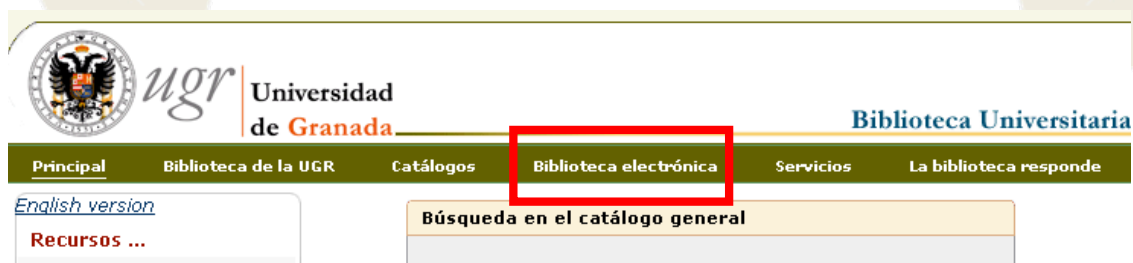 ugr
Universidad
de Granada
Biblioteca Universitaria
Principal Biblioteca de la UGR Catálogos Biblioteca electrónica Servicios La biblioteca responde
English version
Búsqueda en el catálogo general
Recursos ...